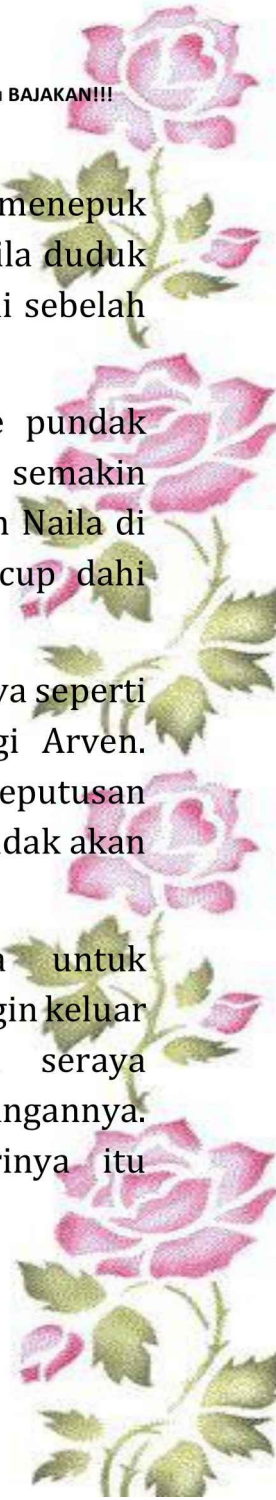 BAJAKAN!!!
menepuk
ila duduk
i sebelah
pundak
semakin
Naila di
cup dahi
ya seperti
gi Arven.
eputusan
dak akan
untuk
gin keluar
seraya
ngannya.
rinya itu